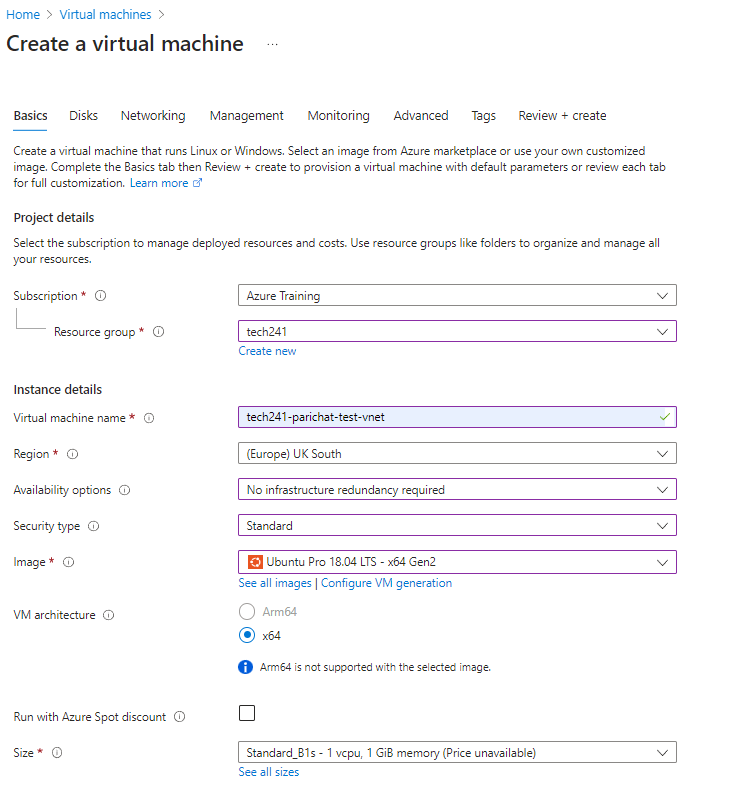 Home > Virtual machines >
Create a virtual machine ...
Basics Disks Networking Management Monitoring Advanced Tags Review + create
Create a virtual machine that runs Linux or Windows. Select an image from Azure marketplace or use your own customized
image. Complete the Basics tab then Review + create to provision a virtual machine with default parameters or review each tab
for full customization. Learn more
Project details
Select the subscription to manage deployed resources and costs. Use resource groups like folders to organize and manage all
your resources.
Subscription * Azure Training
Resource group * tech241
Create new
Instance details
Virtual machine name * tech241-parichat-test-vnet
Region * (Europe) UK South
Availability options No infrastructure redundancy required
Security type Standard
Image * Ubuntu Pro 18.04 LTS - x64 Gen2
See all images | Configure VM generation
VM architecture Arm64
x64
Arm64 is not supported with the selected image.
Run with Azure Spot discount
Size * Standard_B1s - 1 vcpu, 1 GiB memory (Price unavailable)
See all sizes